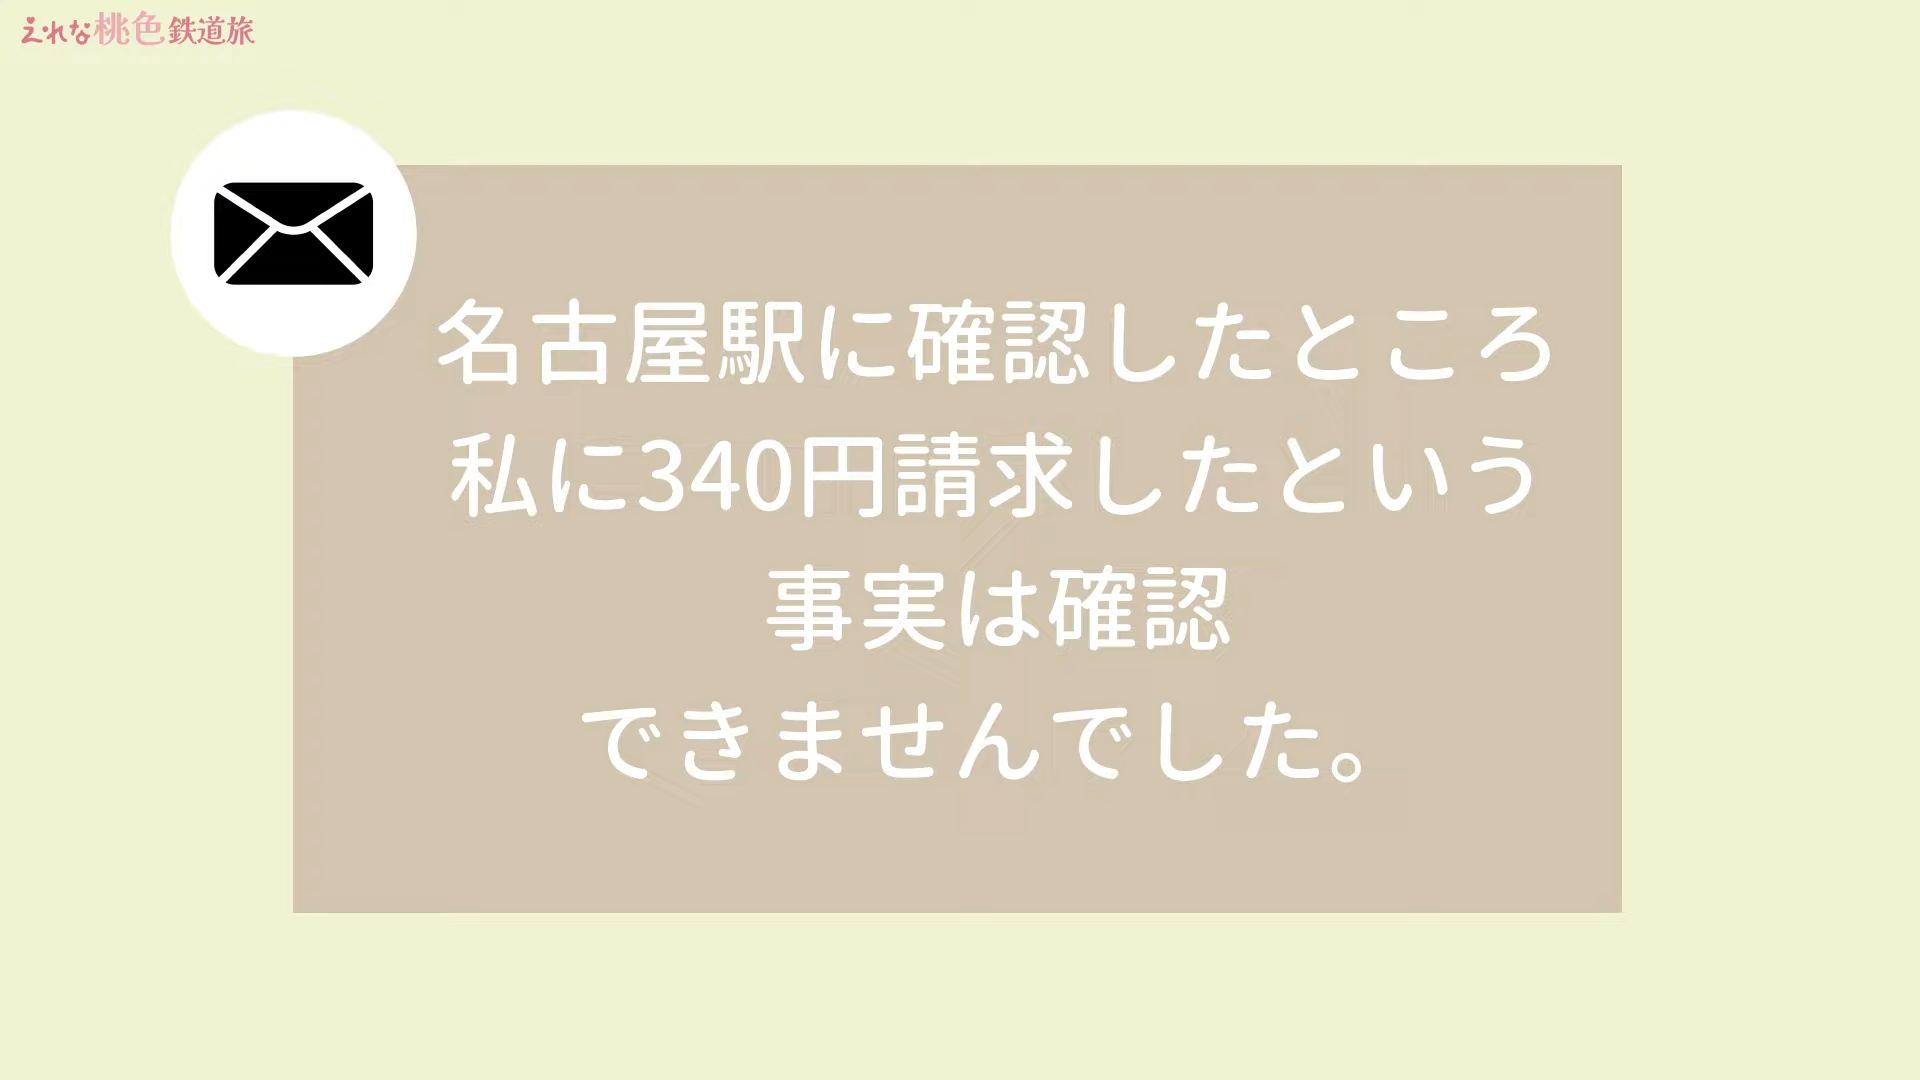 えれな桃色鉄道旅
名古屋駅に確認したところ
私に340円請求したという
事実は確認
できませんでした。